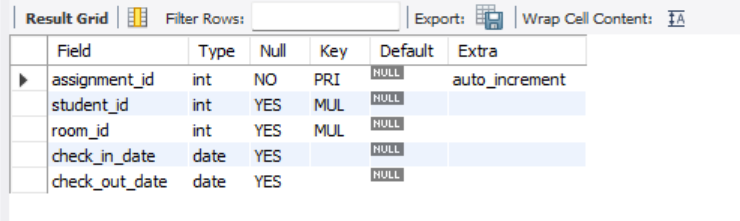 Result Grid Filter Rows: Export: Wrap Cell Content: IA
Field Type Null Key Default Extra
assignment_id int NO PRI NULL auto_increment
student_id int YES MUL NULL
room_id int YES MUL NULL
check_in_date date YES NULL
check_out_date date YES NULL